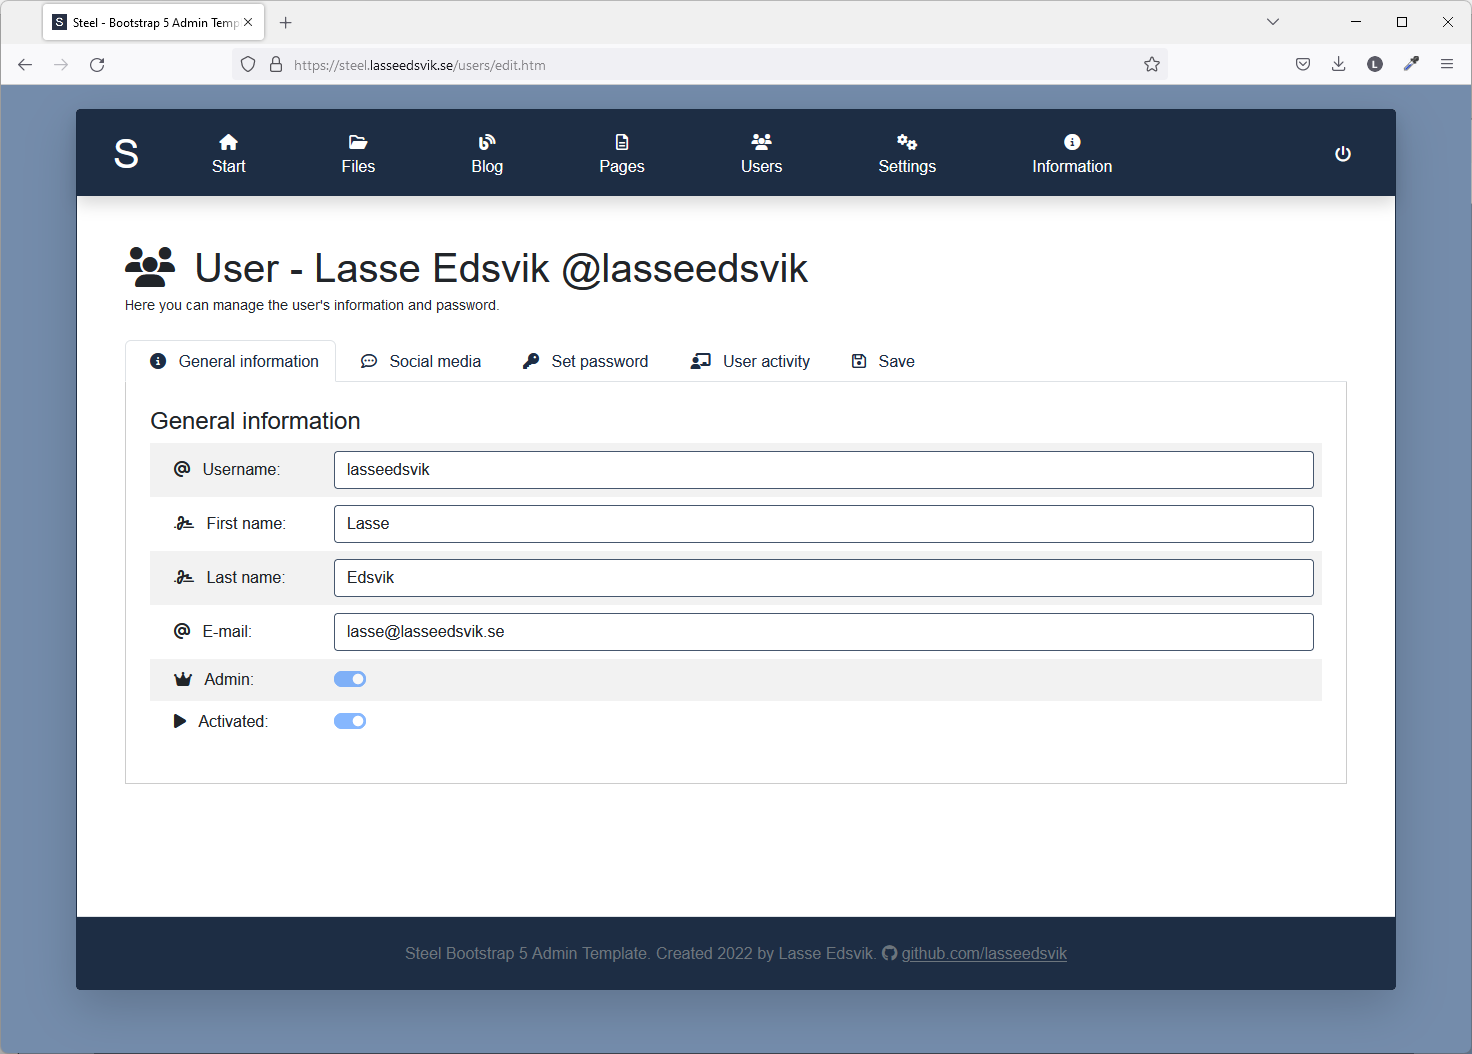 S Steel - Bootstrap 5 Admin Temp
https://steel.lasseedsvik.se/users/edit.htm
L
S Start Files Blog Pages Users Settings Information
User - Lasse Edsvik @lasseedsvik
Here you can manage the user's information and password.
General information Social media Set password User activity Save
General information
Username: lasseedsvik
First name: Lasse
Last name: Edsvik
E-mail: lasse@lasseedsvik.se
Admin:
Activated:
Steel Bootstrap 5 Admin Template. Created 2022 by Lasse Edsvik. github.com/lasseedsvik